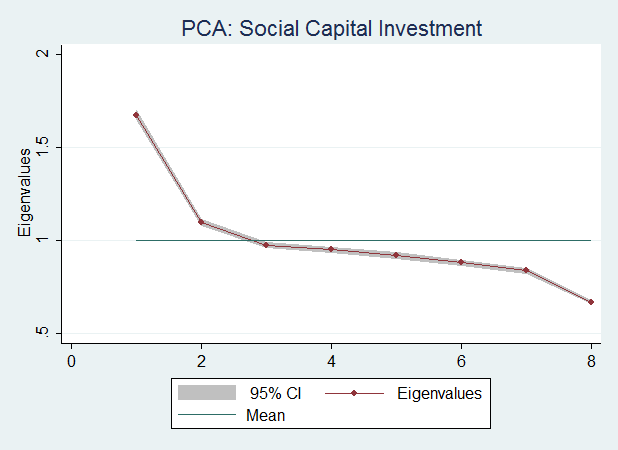 PCA: Social Capital Investment
Eigenvalues
2
1.5
1
.5
0 2 4 6 8
95% CI Eigenvalues
Mean